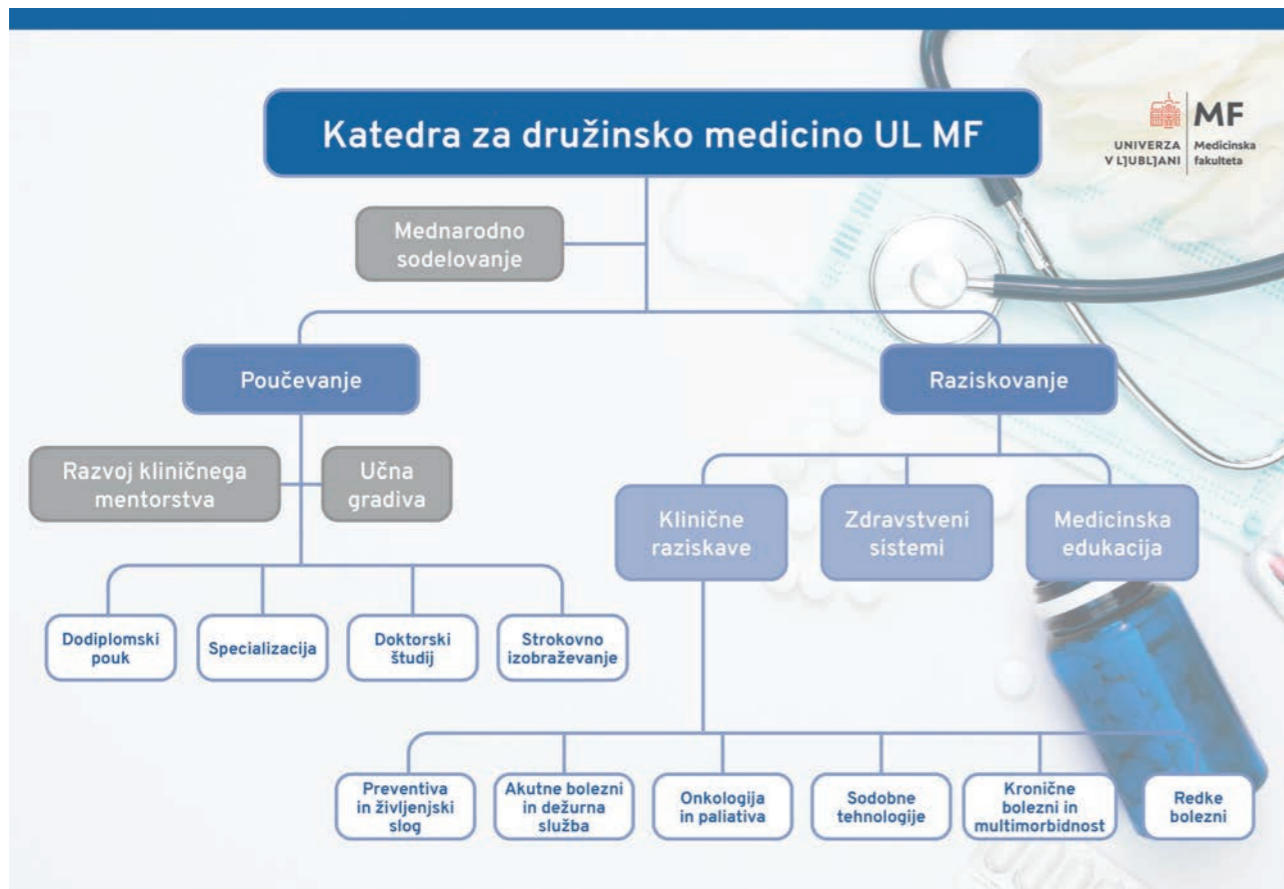 Katedra za družinsko medicino UL MF
UNIVERZA
V LJUBLJANI
MF
Medicinska
fakulteta
Mednarodno
sodelovanje
Poučevanje
Raziskovanje
Razvoj kliničnega
mentorstva
Učna
gradiva
Klinične
raziskave
Zdravstveni
sistemi
Medicinska
edukacija
Dodiplomski
pouk
Specializacija
Doktorski
študij
Strokovno
izobraževanje
Preventiva
in življenjski
slog
Akutne bolezni
in dežurna
služba
Onkologija
in paliativa
Sodobne
tehnologije
Kronične
bolezni in
multimorbidnost
Redke
bolezni